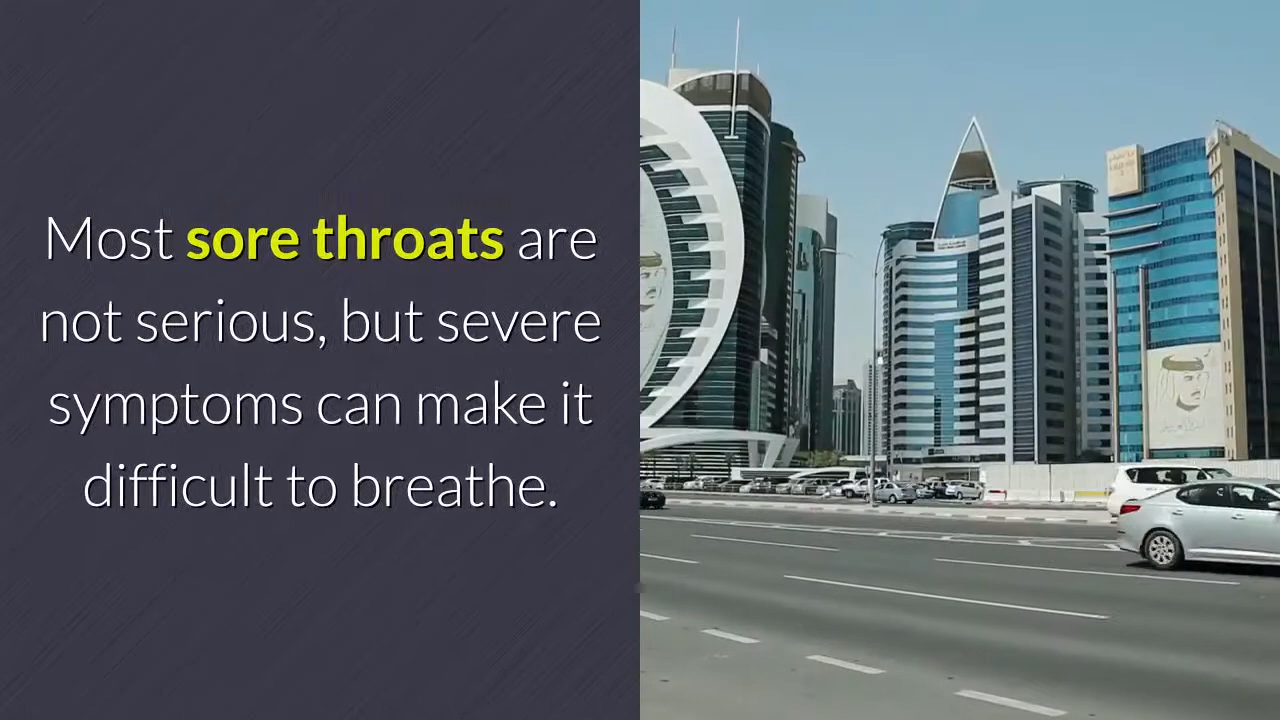 Most sore throats are
not serious, but severe
symptoms can make it
difficult to breathe.